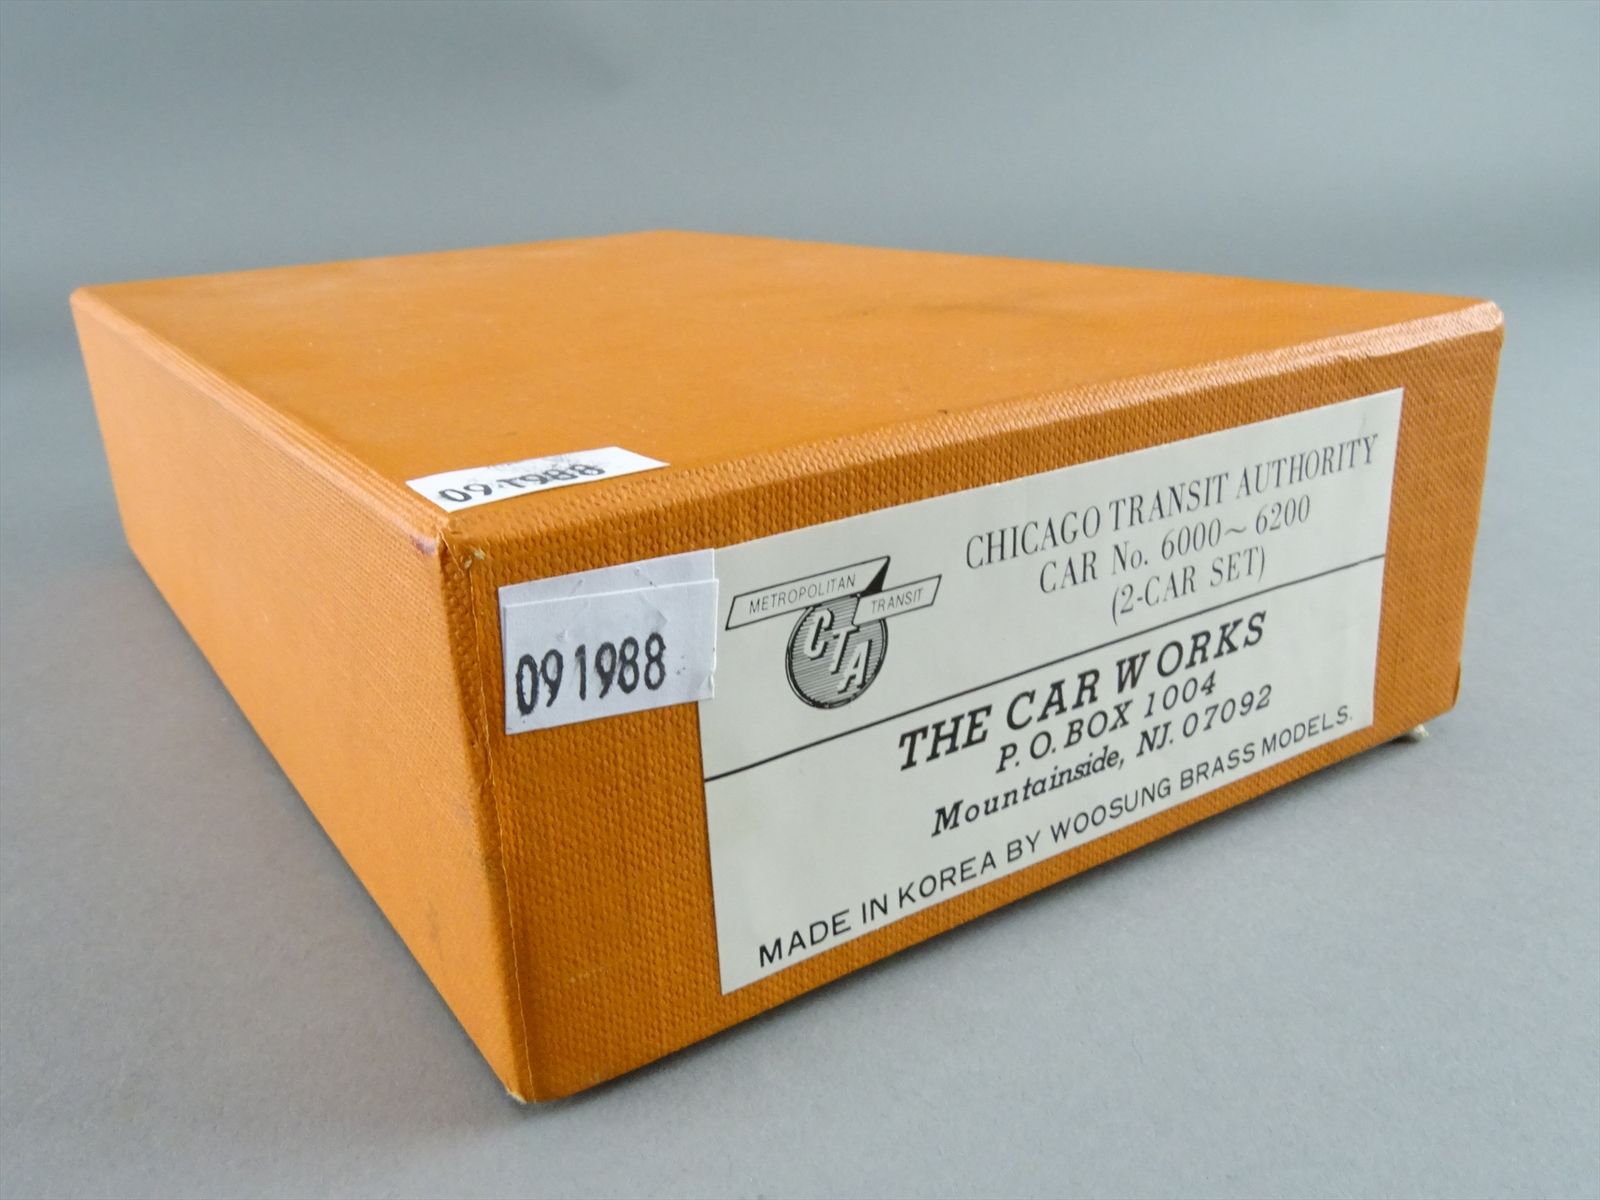 091988
091988
METROPOLITAN TRANSIT
CTA
CHICAGO TRANSIT AUTHORITY
CAR No. 6000~6200
(2-CAR SET)
THE CAR WORKS
P.O. BOX 1004
Mountainside, NJ. 07092
MADE IN KOREA BY WOOSUNG BRASS MODELS.